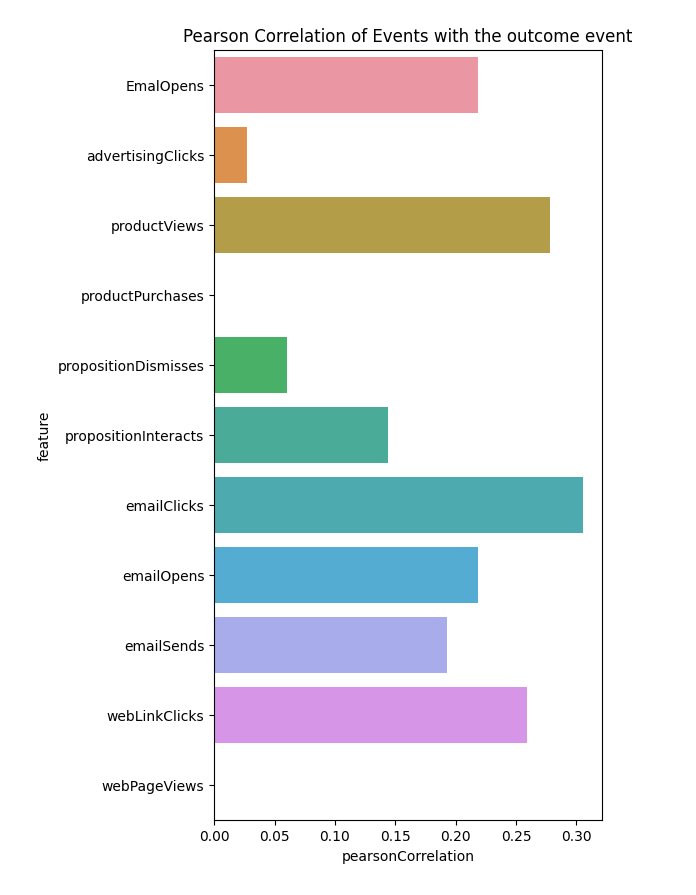 Pearson Correlation of Events with the outcome event
EmalOpens
advertisingClicks
productViews
productPurchases
propositionDismisses
propositionInteracts
emailClicks
emailOpens
emailSends
webLinkClicks
webPageViews
feature
0.00 0.05 0.10 0.15 0.20 0.25 0.30
pearsonCorrelation